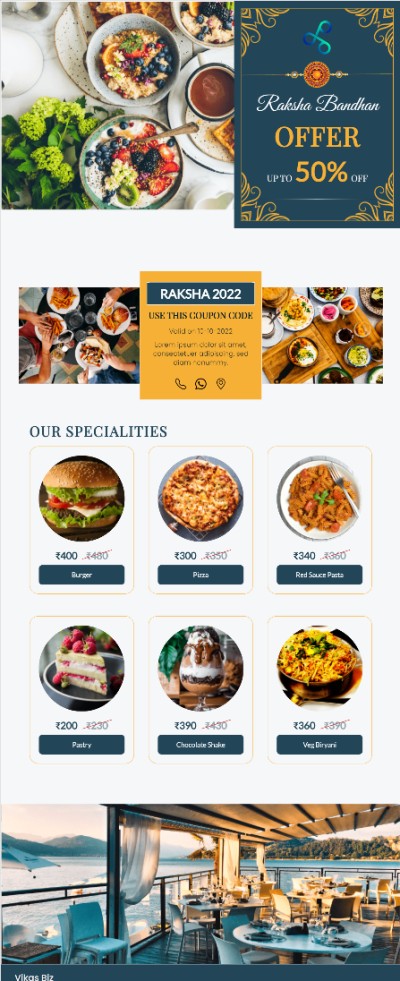 Raksha Bandhan
OFFER
UPTO 50% OFF
RAKSHA 2022
USE THIS COUPON CODE
Valid on 10-10-2022
Lorem ipsum dolor sit amet,
consectetuer adipiscing, sed
diam nonummy.
OUR SPECIALITIES
₹400 ₹480
Burger
₹300 ₹350
Pizza
₹340 ₹360
Red Sauce Pasta
₹200 ₹230
Pastry
₹390 ₹430
Chocolate Shake
₹360 ₹390
Veg Biryani
Vikas Biz